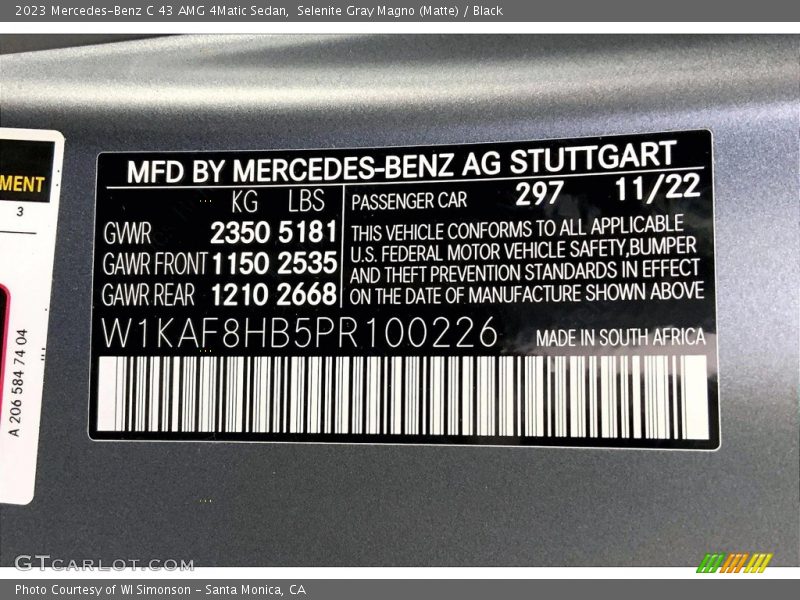 2023 Mercedes-Benz C 43 AMG 4Matic Sedan, Selenite Gray Magno (Matte) / Black
MENT
3
A 206 584 74 04
MFD BY MERCEDES-BENZ AG STUTTGART
KG LBS
GVWR 2350 5181
GAWR FRONT 1150 2535
GAWR REAR 1210 2668
PASSENGER CAR 297 11/22
THIS VEHICLE CONFORMS TO ALL APPLICABLE
U.S. FEDERAL MOTOR VEHICLE SAFETY,BUMPER
AND THEFT PREVENTION STANDARDS IN EFFECT
ON THE DATE OF MANUFACTURE SHOWN ABOVE
W1KAF8HB5PR100226 MADE IN SOUTH AFRICA
GTCARLOT.COM
Photo Courtesy of WI Simonson - Santa Monica, CA